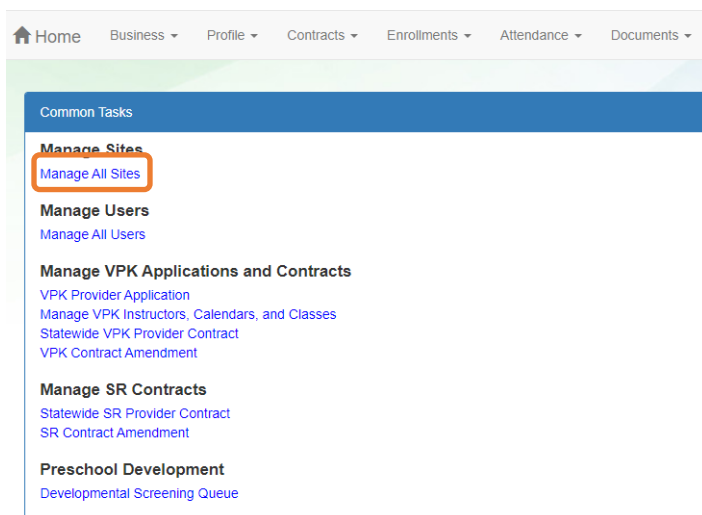 Home Business Profile Contracts Enrollments Attendance Documents
Common Tasks
Manage Sites
Manage All Sites
Manage Users
Manage All Users
Manage VPK Applications and Contracts
VPK Provider Application
Manage VPK Instructors, Calendars, and Classes
Statewide VPK Provider Contract
VPK Contract Amendment
Manage SR Contracts
Statewide SR Provider Contract
SR Contract Amendment
Preschool Development
Developmental Screening Queue